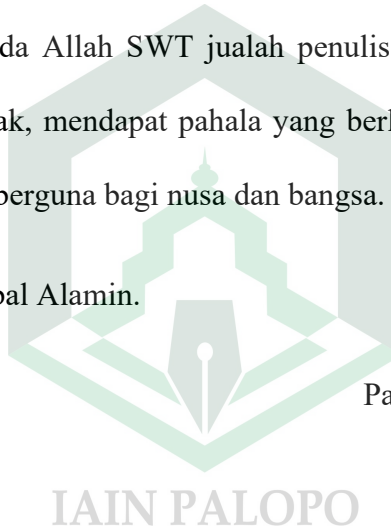 da Allah SWT jualah penulis
ak, mendapat pahala yang ber
berguna bagi nusa dan bangsa.
bal Alamin.
Pa
IAIN PALOPO